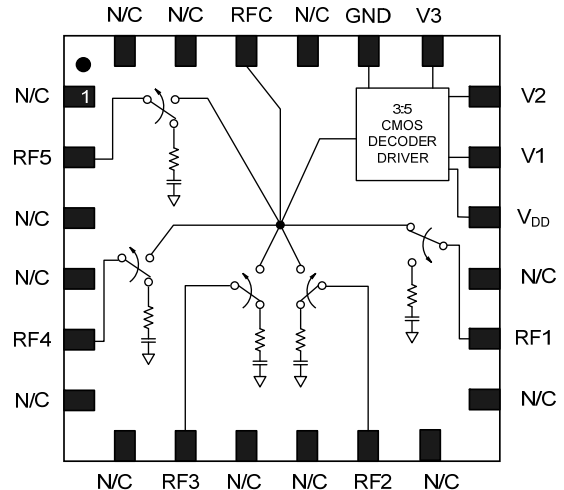 N/C N/C RFC N/C GND V3
N/C 1 V2
3:5
CMOS
DECODER
DRIVER
RF5 V1
N/C VDD
N/C N/C
RF4 RF1
N/C N/C
N/C RF3 N/C N/C RF2 N/C